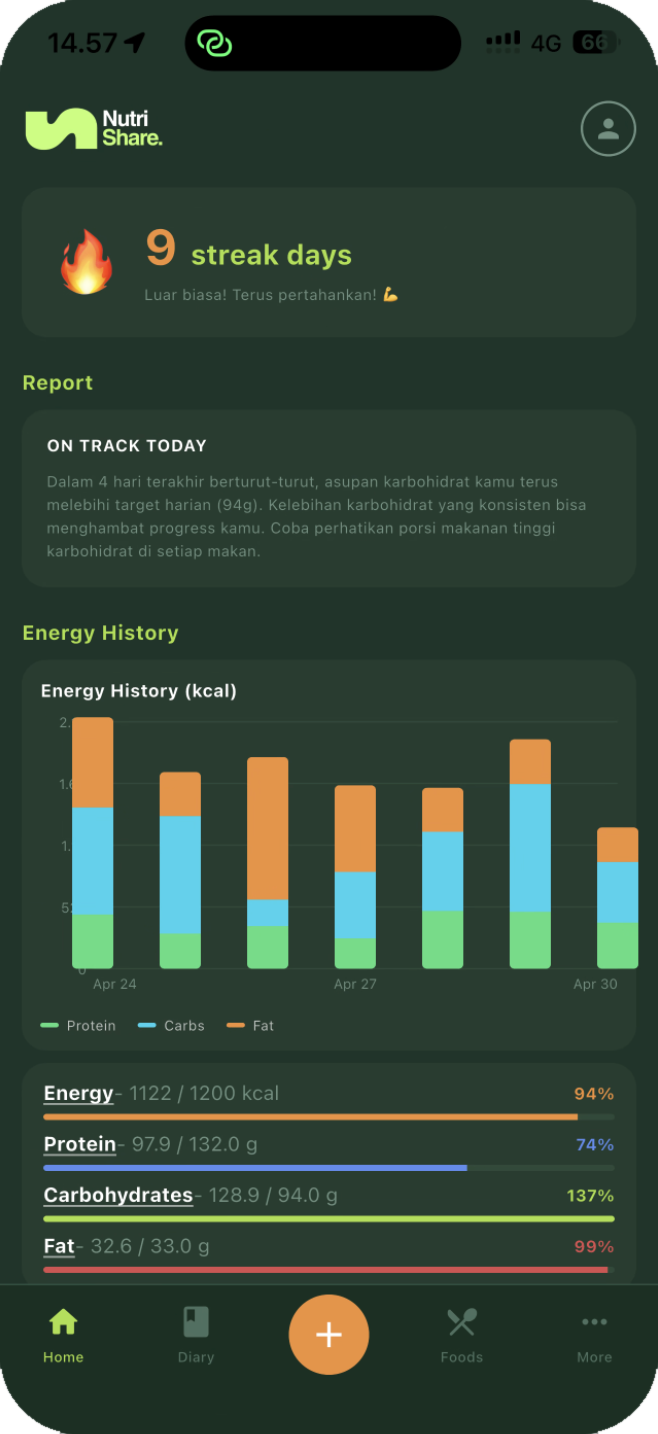 14.57
4G
66
Nutri
Share.
9 streak days
Luar biasa! Terus pertahankan! 💪
Report
ON TRACK TODAY
Dalam 4 hari terakhir berturut-turut, asupan karbohidrat kamu terus
melebihi target harian (94g). Kelebihan karbohidrat yang konsisten bisa
menghambat progress kamu. Coba perhatikan porsi makanan tinggi
karbohidrat di setiap makan.
Energy History
Energy History (kcal)
Apr 24
Apr 27
Apr 30
Protein
Carbs
Fat
Energy- 1122 / 1200 kcal
94%
Protein- 97.9 / 132.0 g
74%
Carbohydrates- 128.9 / 94.0 g
137%
Fat- 32.6 / 33.0 g
99%
Home
Diary
Foods
More